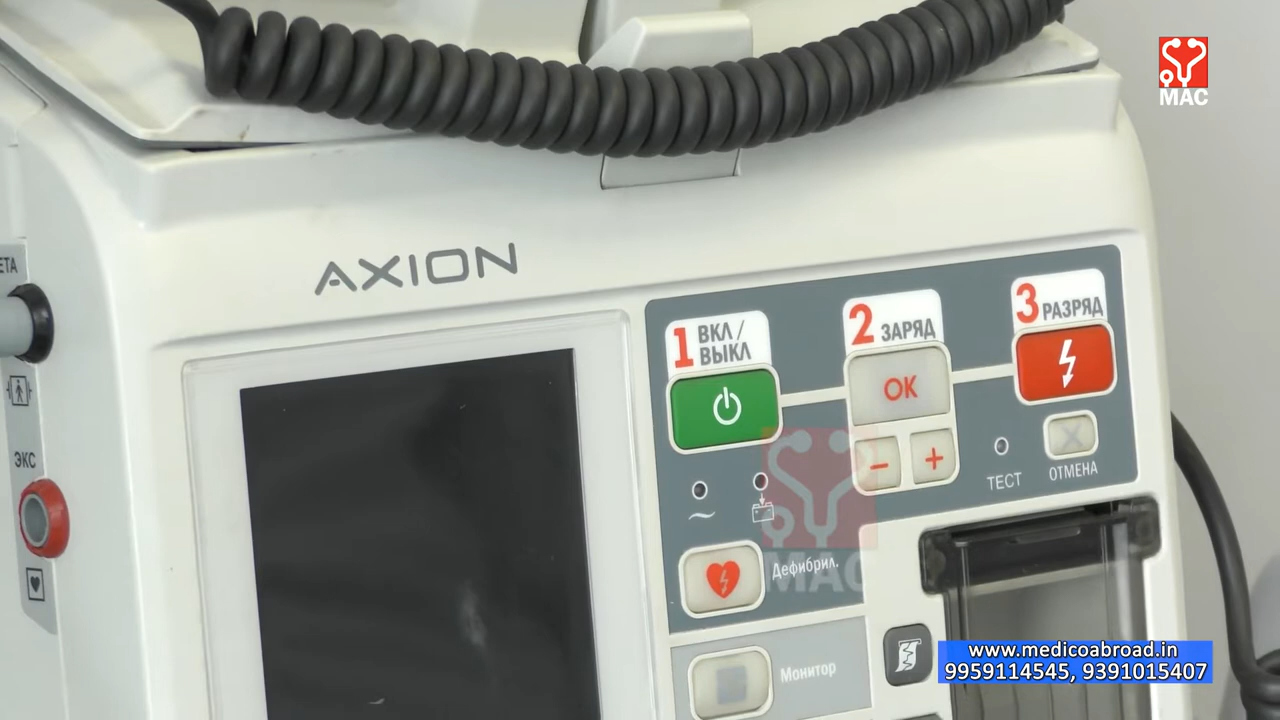 MAC
AXION
1 ВКЛ /
ВЫКЛ
2 ЗАРЯД
3 РАЗРЯД
OK
− +
ТЕСТ
ОТМЕНА
ЭКС
Дефибрил.
MAC
Монитор
www.medicoabroad.in
9959114545, 9391015407